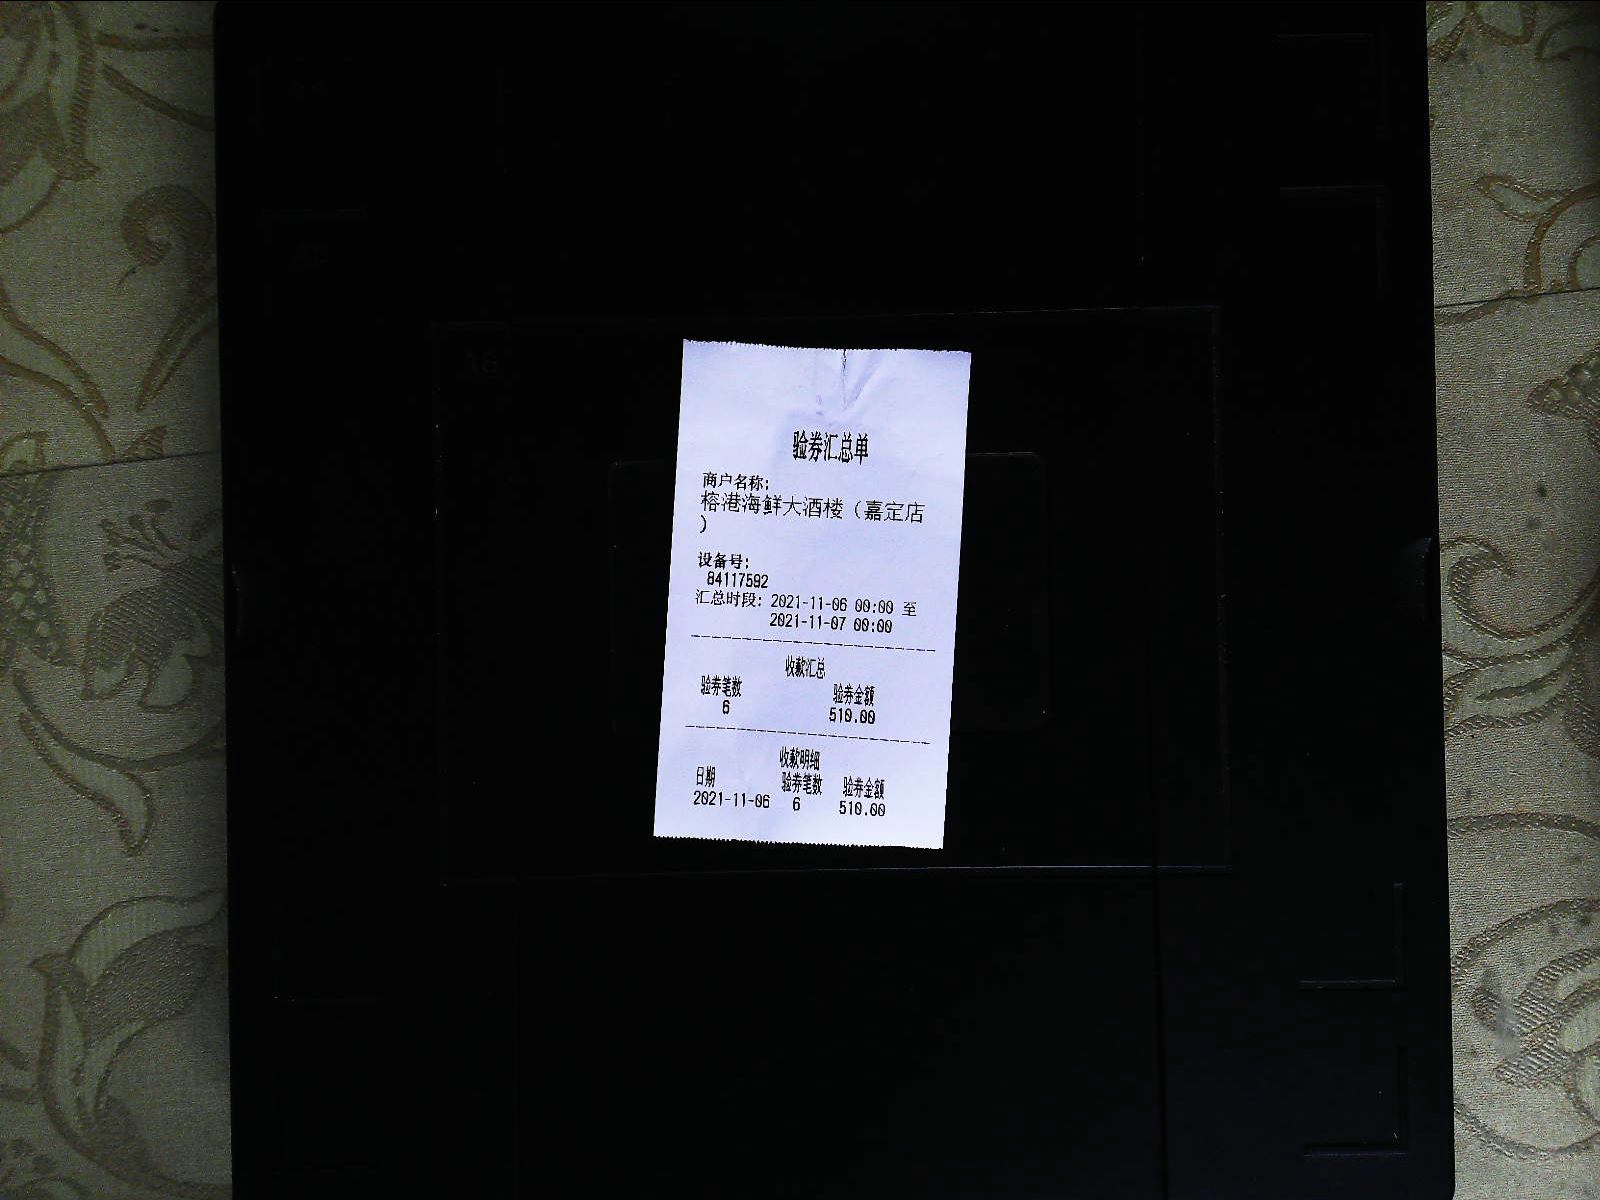 验券汇总单
商户名称:
榕港海鲜大酒楼（嘉定店
）
设备号:
84117592
汇总时段: 2021-11-06 00:00 至
2021-11-07 00:00
收款汇总
验券笔数 验券金额
6 510.00
收款明细
日期 验券笔数 验券金额
2021-11-06 6 510.00